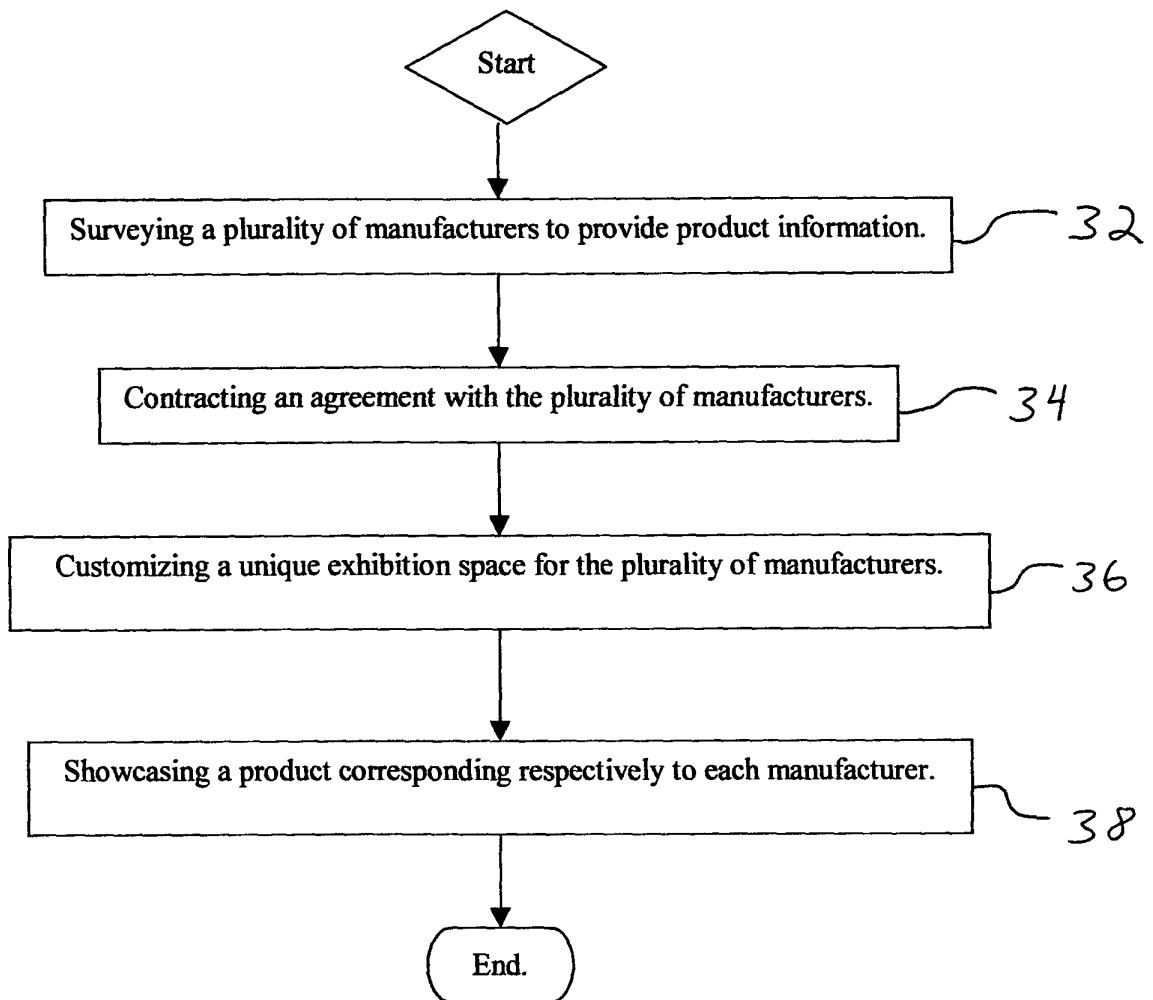 Start
Surveying a plurality of manufacturers to provide product information.
32
Contracting an agreement with the plurality of manufacturers.
34
Customizing a unique exhibition space for the plurality of manufacturers.
36
Showcasing a product corresponding respectively to each manufacturer.
38
End.